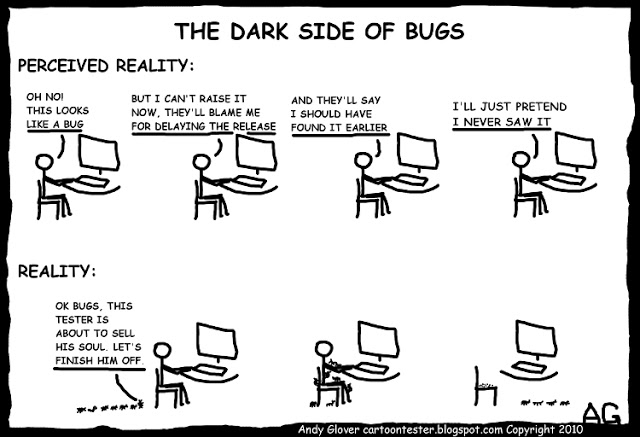 THE DARK SIDE OF BUGS
PERCEIVED REALITY:
OH NO!
THIS LOOKS
LIKE A BUG
BUT I CAN'T RAISE IT
NOW, THEY'LL BLAME ME
FOR DELAYING THE RELEASE
AND THEY'LL SAY
I SHOULD HAVE
FOUND IT EARLIER
I'LL JUST PRETEND
I NEVER SAW IT
REALITY:
OK BUGS, THIS
TESTER IS
ABOUT TO SELL
HIS SOUL. LET'S
FINISH HIM OFF.
AG
Andy Glover cartoontester.blogspot.com Copyright 2010